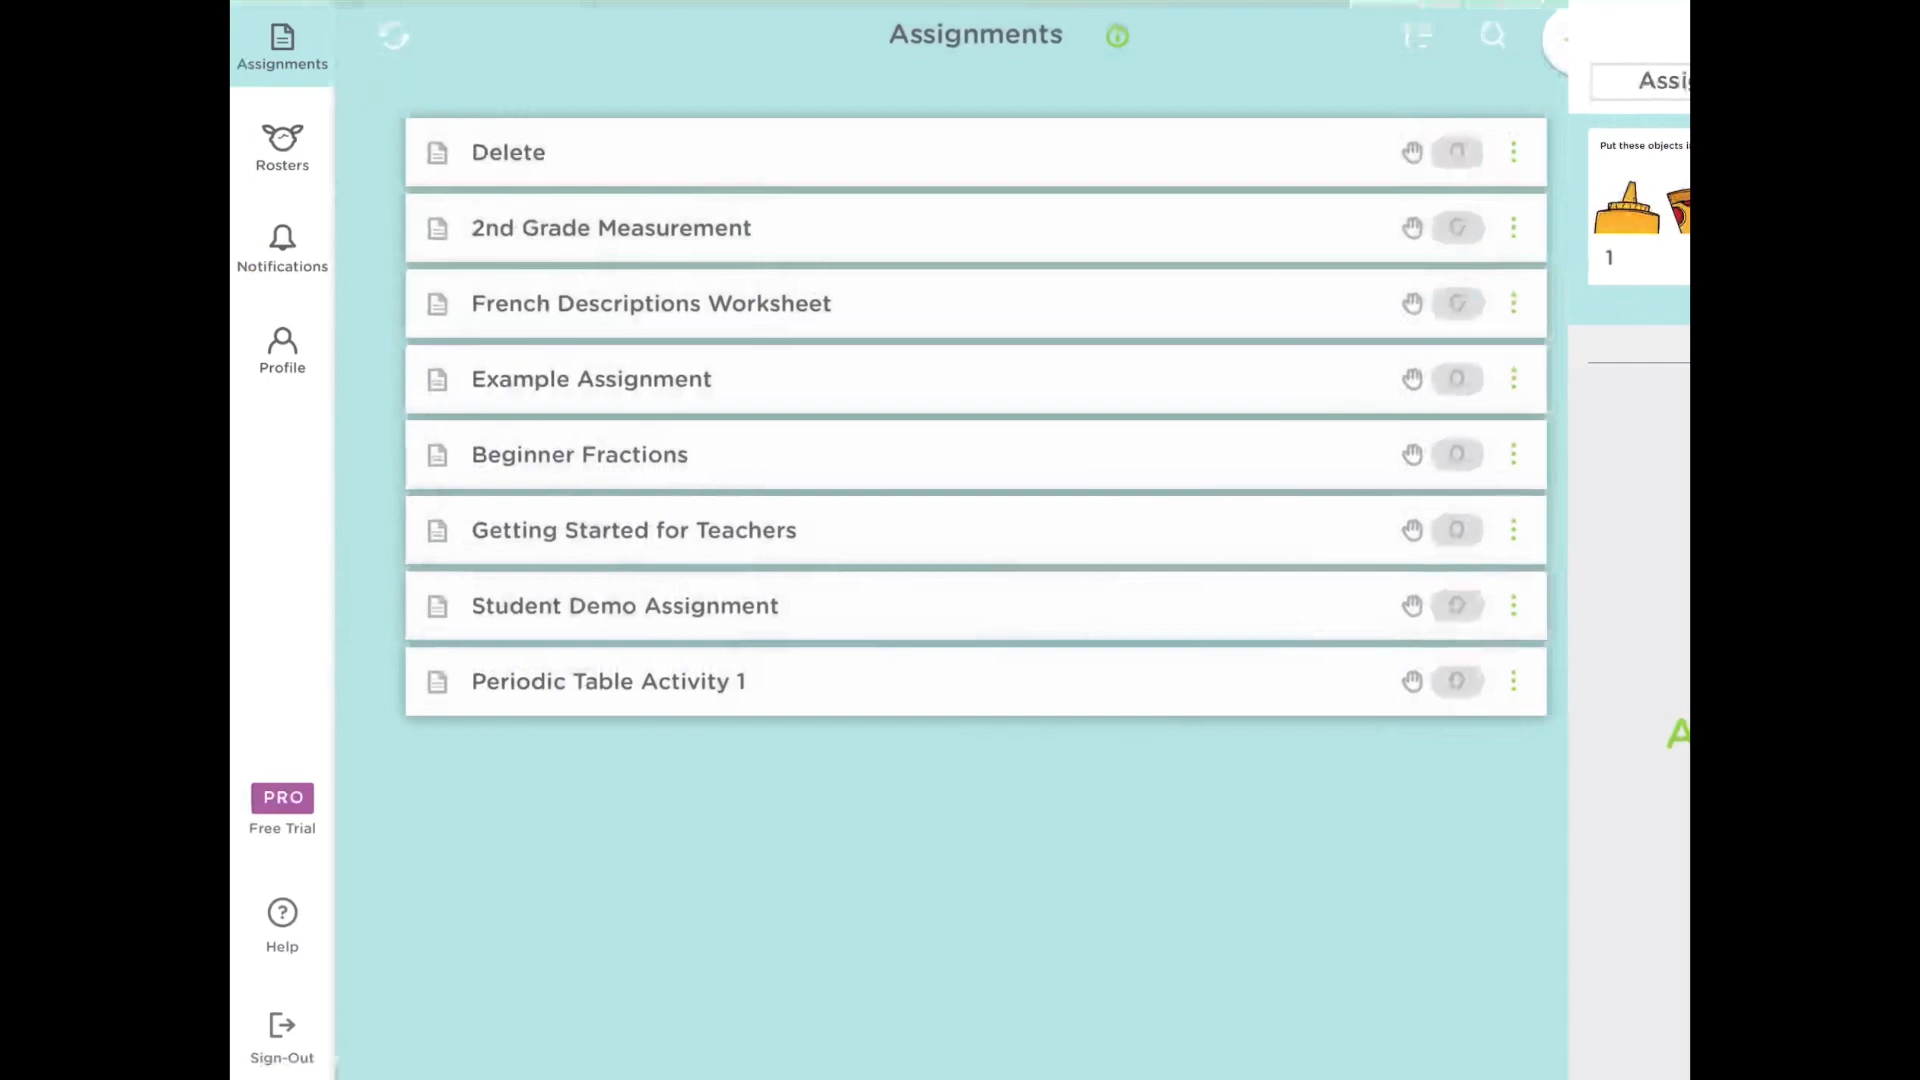 Assignments
Rosters
Notifications
Profile
PRO
Free Trial
Help
Sign-Out
Assignments
Delete
2nd Grade Measurement
French Descriptions Worksheet
Example Assignment
Beginner Fractions
Getting Started for Teachers
Student Demo Assignment
Periodic Table Activity 1
Put these objects
1